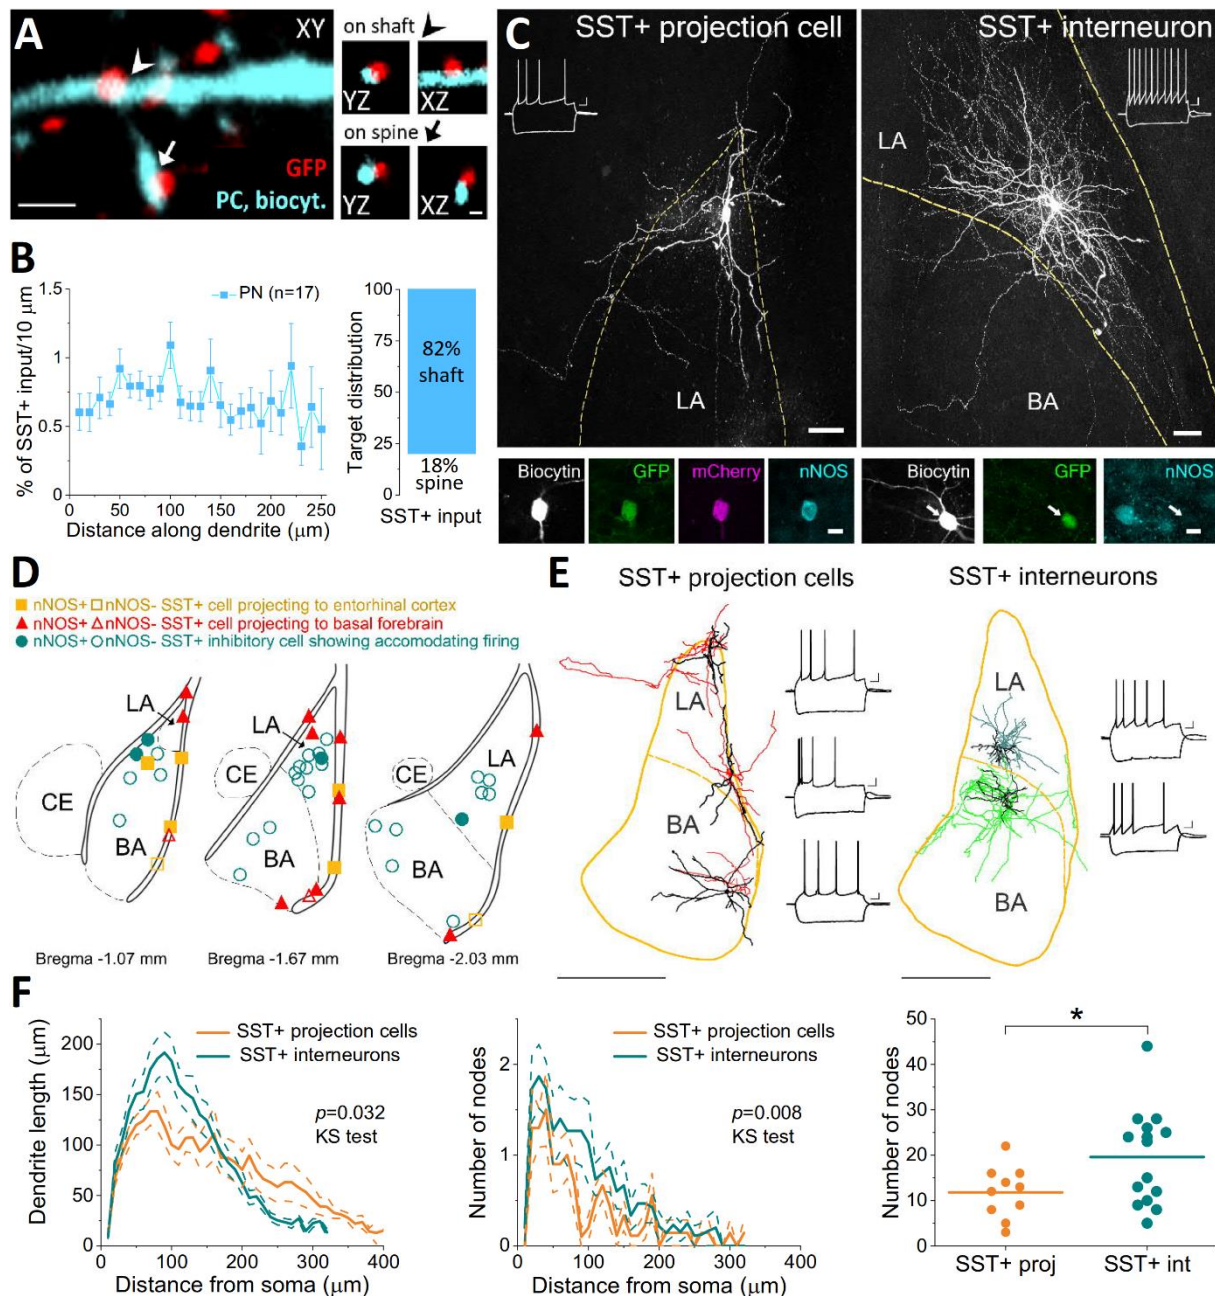 A
XY
GFP
PC, biocyt.
on shaft
YZ
XZ
on spine
YZ
XZ
B
% of SST+ input/10 µm
1.5
1
0.5
0
PN (n=17)
0 50 100 150 200 250
Distance along dendrite (µm)
Target distribution
100
75
50
25
0
82%
shaft
18%
spine
SST+ input
C
SST+ projection cell
LA
SST+ interneuron
LA
BA
Biocytin
GFP
mCherry
nNOS
Biocytin
GFP
nNOS
D
nNOS+ nNOS- SST+ cell projecting to entorhinal cortex
nNOS+ nNOS- SST+ cell projecting to basal forebrain
nNOS+ nNOS- SST+ inhibitory cell showing accomodating firing
LA
CE
BA
Bregma -1.07 mm
LA
CE
BA
Bregma -1.67 mm
LA
CE
BA
Bregma -2.03 mm
E
SST+ projection cells
LA
BA
SST+ interneurons
LA
BA
F
Dendrite length (µm)
200
150
100
50
0
SST+ projection cells
SST+ interneurons
p=0.032
KS test
0 100 200 300 400
Distance from soma (µm)
Number of nodes
2
1
0
SST+ projection cells
SST+ interneurons
p=0.008
KS test
0 100 200 300 400
Distance from soma (µm)
Number of nodes
50
40
30
20
10
0
*
SST+ proj
SST+ int